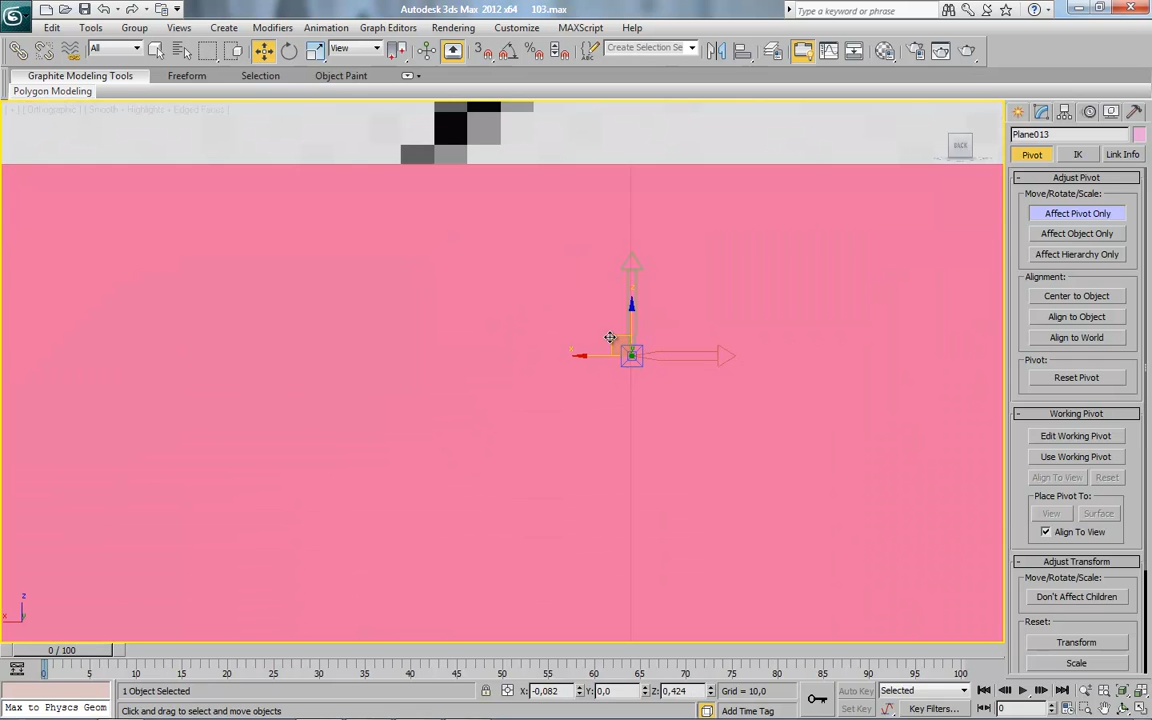 Autodesk 3ds Max 2012 x64 103.max
Type a keyword or phrase
Edit Tools Group Views Create Modifiers Animation Graph Editors Rendering Customize MAXScript Help
All
View
3
Create Selection Se
Graphite Modeling Tools Freeform Selection Object Paint
Polygon Modeling
[ + ] [ Orthographic ] [ Smooth + Highlights + Edged Faces ]
BACK
Plane013
Pivot IK Link Info
- Adjust Pivot
Move/Rotate/Scale:
Affect Pivot Only
Affect Object Only
Affect Hierarchy Only
Alignment:
Center to Object
Align to Object
Align to World
Pivot:
Reset Pivot
- Working Pivot
Edit Working Pivot
Use Working Pivot
Align To View Reset
Place Pivot To:
View Surface
Align To View
- Adjust Transform
Move/Rotate/Scale:
Don't Affect Children
Reset:
Transform
Scale
z
x
z
x
0 / 100
0 5 10 15 20 25 30 35 40 45 50 55 60 65 70 75 80 85 90 95 100
1 Object Selected X: -0,082 Y: 0,0 Z: 0,424 Grid = 10,0 Auto Key Selected
Max to Physcs Geom Click and drag to select and move objects Add Time Tag Set Key Key Filters... 0